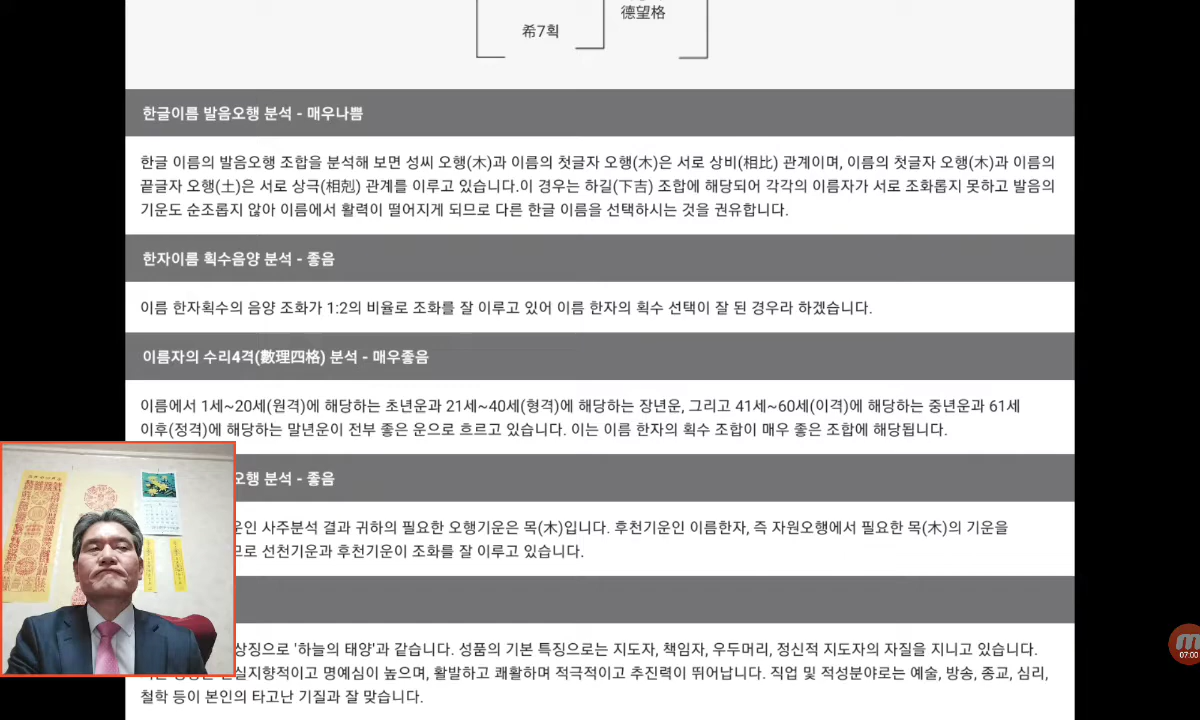 德望格
希7획
한글이름 발음오행 분석 - 매우나쁨
한글 이름의 발음오행 조합을 분석해 보면 성씨 오행(木)과 이름의 첫글자 오행(木)은 서로 상비(相比) 관계이며, 이름의 첫글자 오행(木)과 이름의
끝글자 오행(土)은 서로 상극(相剋) 관계를 이루고 있습니다.이 경우는 하길(下吉) 조합에 해당되어 각각의 이름자가 서로 조화롭지 못하고 발음의
기운도 순조롭지 않아 이름에서 활력이 떨어지게 되므로 다른 한글 이름을 선택하시는 것을 권유합니다.
한자이름 획수음양 분석 - 좋음
이름 한자획수의 음양 조화가 1:2의 비율로 조화를 잘 이루고 있어 이름 한자의 획수 선택이 잘 된 경우라 하겠습니다.
이름자의 수리4격(數理四格) 분석 - 매우좋음
이름에서 1세~20세(원격)에 해당하는 초년운과 21세~40세(형격)에 해당하는 장년운, 그리고 41세~60세(이격)에 해당하는 중년운과 61세
이후(정격)에 해당하는 말년운이 전부 좋은 운으로 흐르고 있습니다. 이는 이름 한자의 획수 조합이 매우 좋은 조합에 해당됩니다.
오행 분석 - 좋음
운인 사주분석 결과 귀하의 필요한 오행기운은 목(木)입니다. 후천기운인 이름한자, 즉 자원오행에서 필요한 목(木)의 기운을
므로 선천기운과 후천기운이 조화를 잘 이루고 있습니다.
상징으로 '하늘의 태양'과 같습니다. 성품의 기본 특징으로는 지도자, 책임자, 우두머리, 정신적 지도자의 자질을 지니고 있습니다.
현실지향적이고 명예심이 높으며, 활발하고 쾌활하며 적극적이고 추진력이 뛰어납니다. 직업 및 적성분야로는 예술, 방송, 종교, 심리,
철학 등이 본인의 타고난 기질과 잘 맞습니다.
07:00